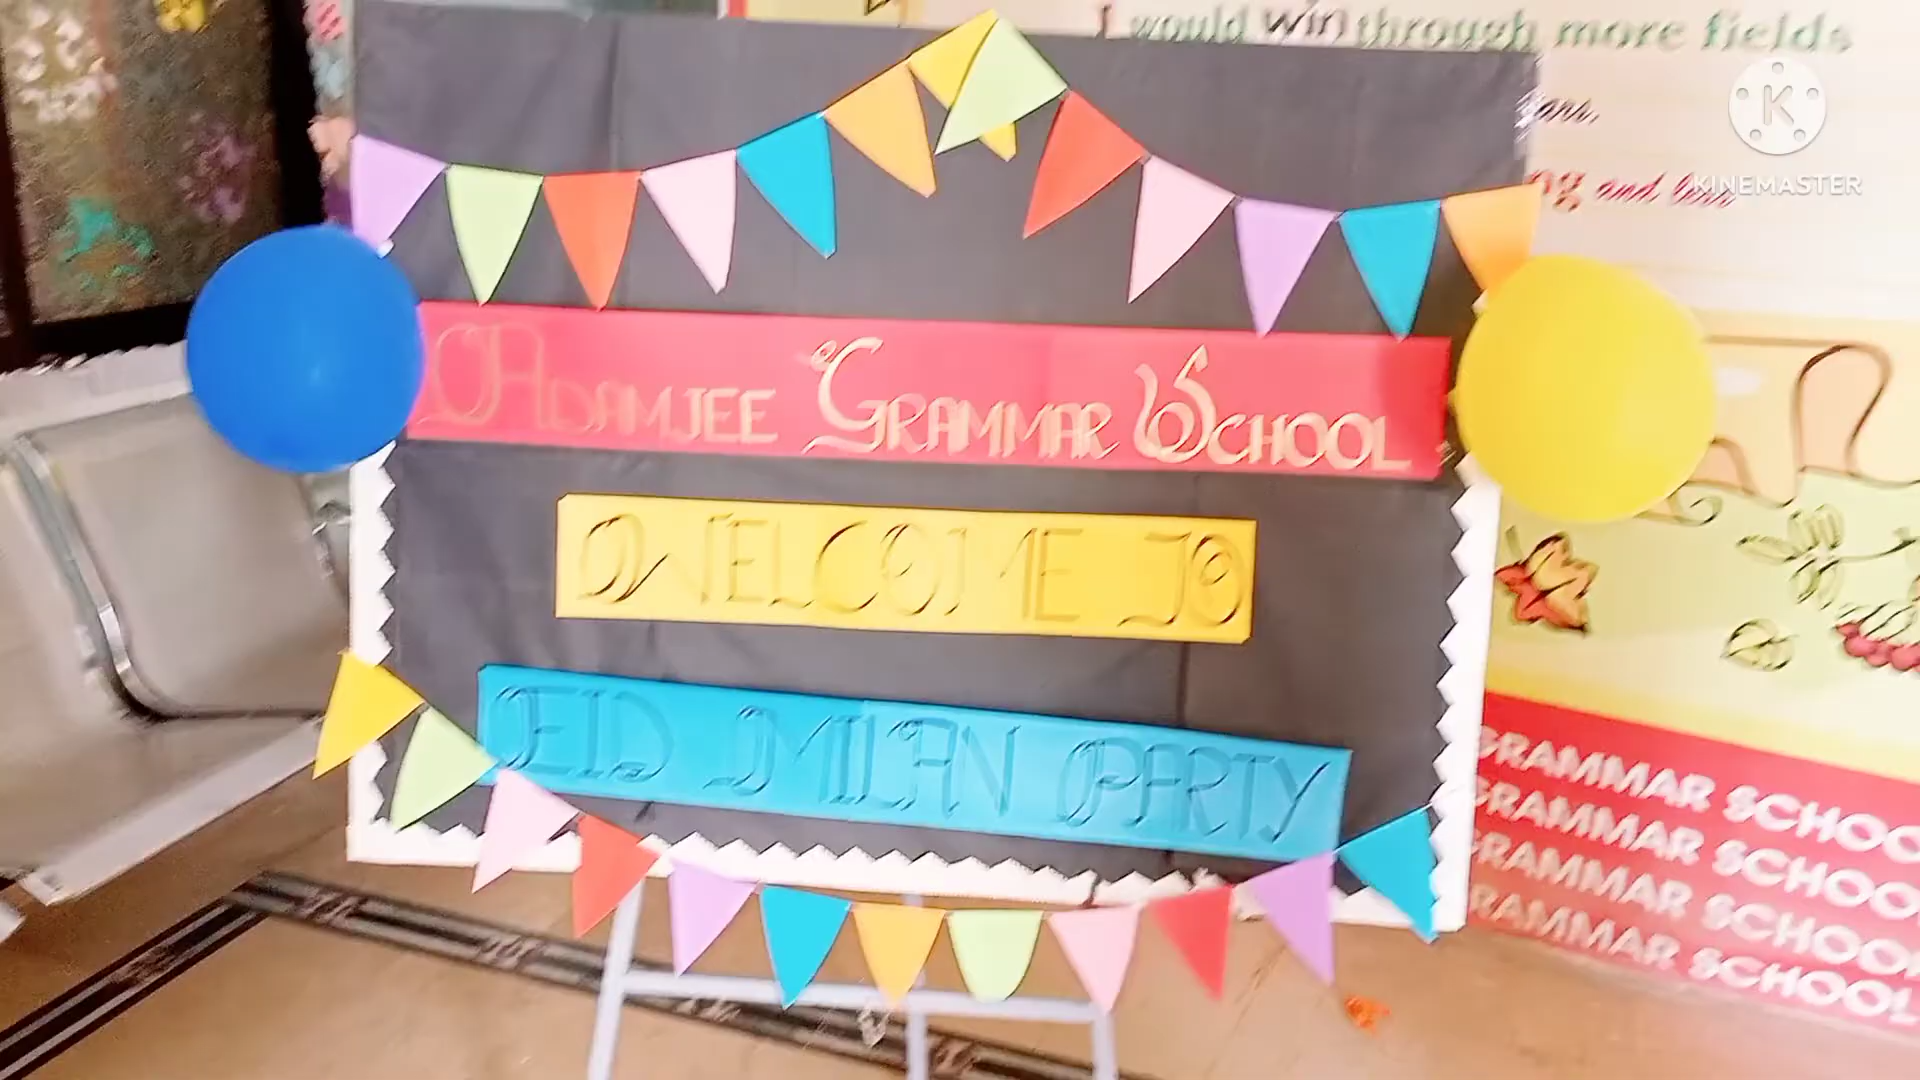 I would win through more fields
and less
KINEMASTER
ADAMJEE GRAMMAR SCHOOL
WELCOME TO
EID MILAN PARTY
GRAMMAR SCHOOL
GRAMMAR SCHOOL
GRAMMAR SCHOOL
GRAMMAR SCHOOL